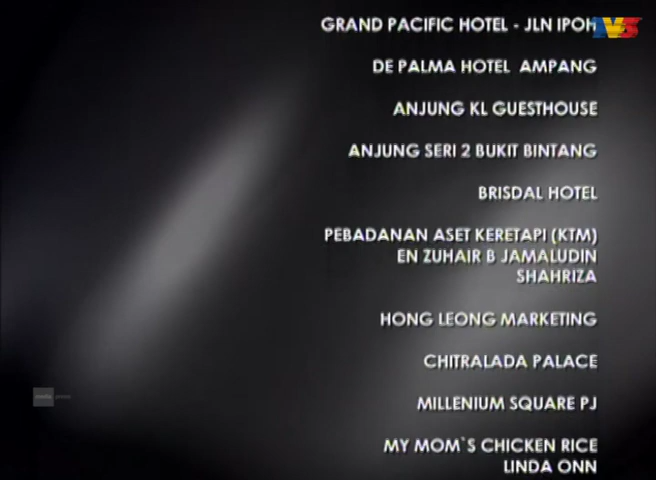 GRAND PACIFIC HOTEL - JLN IPOH
TV3
DE PALMA HOTEL AMPANG
ANJUNG KL GUESTHOUSE
ANJUNG SERI 2 BUKIT BINTANG
BRISDAL HOTEL
PEBADANAN ASET KERETAPI (KTM)
EN ZUHAIR B JAMALUDIN
SHAHRIZA
HONG LEONG MARKETING
CHITRALADA PALACE
MILLENIUM SQUARE PJ
MY MOM`S CHICKEN RICE
LINDA ONN